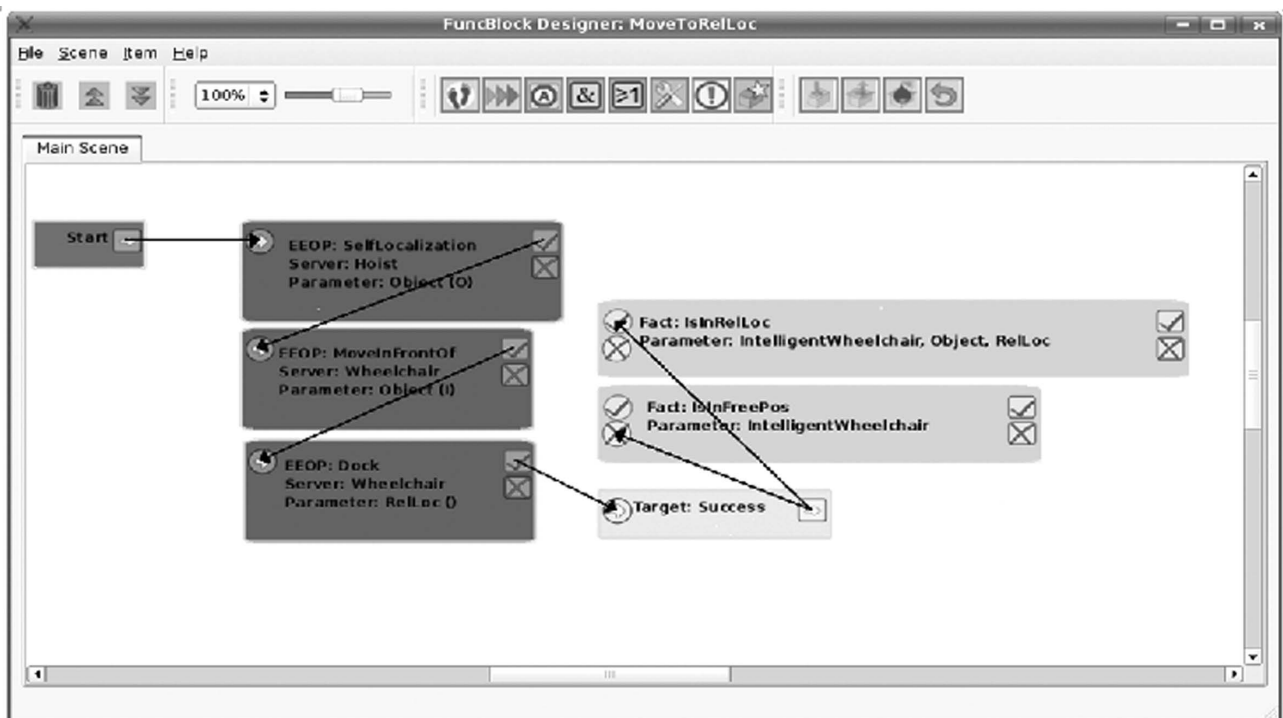 FuncBlock Designer: MoveToRelLoc
File Scene Item Help
100% A & ≥1
Main Scene
Start
EEOP: SelfLocalization
Server: Hoist
Parameter: Object (O)
EEOP: MoveInFrontOf
Server: Wheelchair
Parameter: Object (I)
EEOP: Dock
Server: Wheelchair
Parameter: RelLoc ()
Fact: IsInRelLoc
Parameter: IntelligentWheelchair, Object, RelLoc
Fact: IsInFreePos
Parameter: IntelligentWheelchair
Target: Success